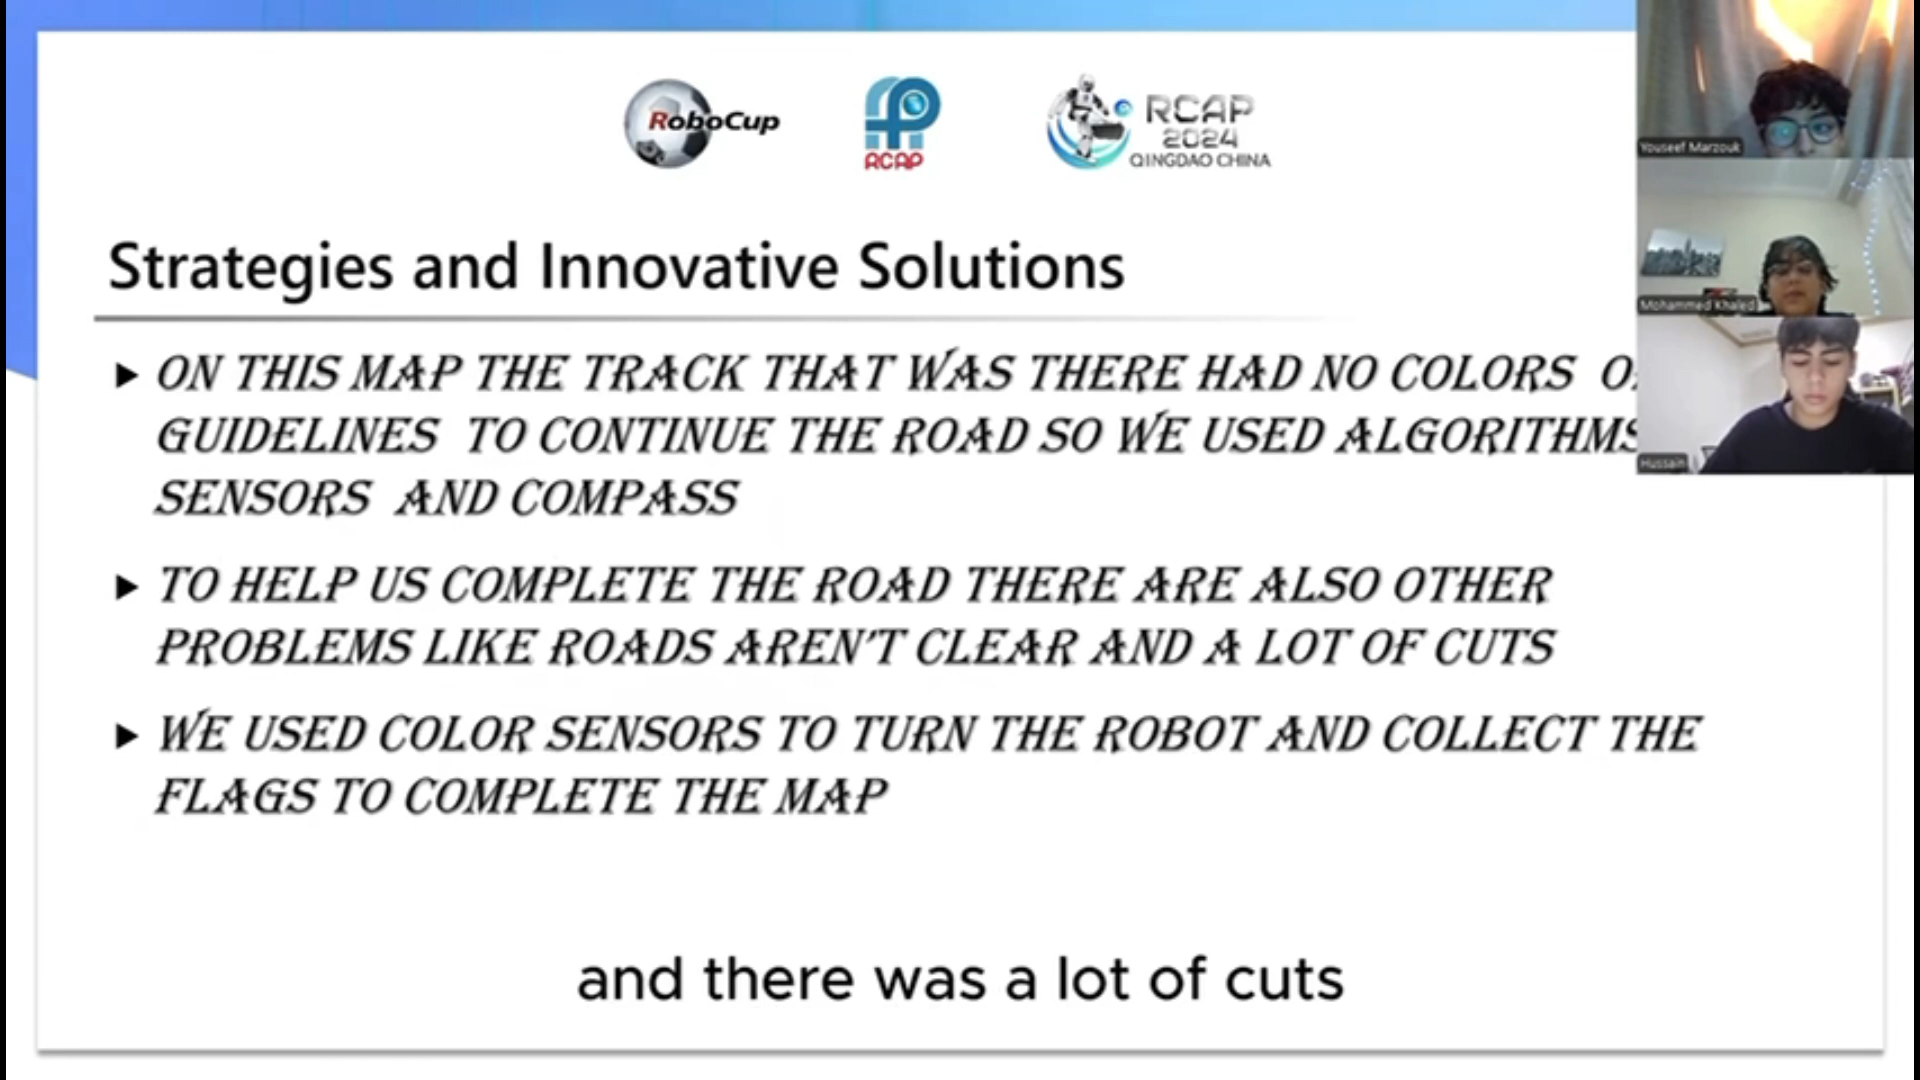 RoboCup
RCAP
RCAP
2024
QINGDAO CHINA
Youseef Marzouk
Mohammed Khaled
Hussain
Strategies and Innovative Solutions
ON THIS MAP THE TRACK THAT WAS THERE HAD NO COLORS
GUIDELINES TO CONTINUE THE ROAD SO WE USED ALGORITHMS
SENSORS AND COMPASS
TO HELP US COMPLETE THE ROAD THERE ARE ALSO OTHER
PROBLEMS LIKE ROADS AREN'T CLEAR AND A LOT OF CUTS
WE USED COLOR SENSORS TO TURN THE ROBOT AND COLLECT THE
FLAGS TO COMPLETE THE MAP
and there was a lot of cuts